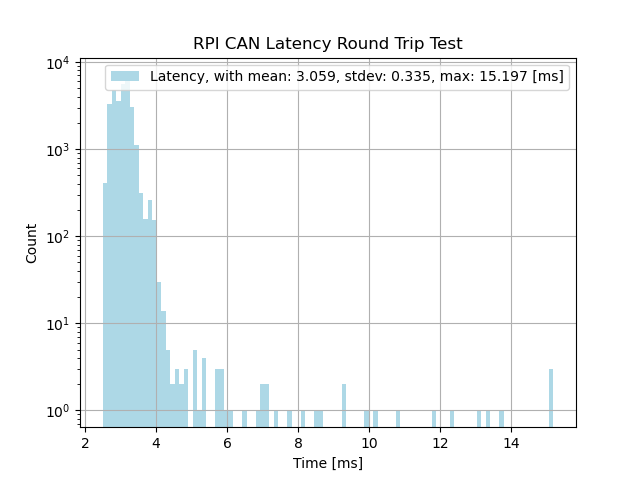 RPI CAN Latency Round Trip Test
Latency, with mean: 3.059, stdev: 0.335, max: 15.197 [ms]
Count
10⁴
10³
10²
10¹
10⁰
2 4 6 8 10 12 14
Time [ms]